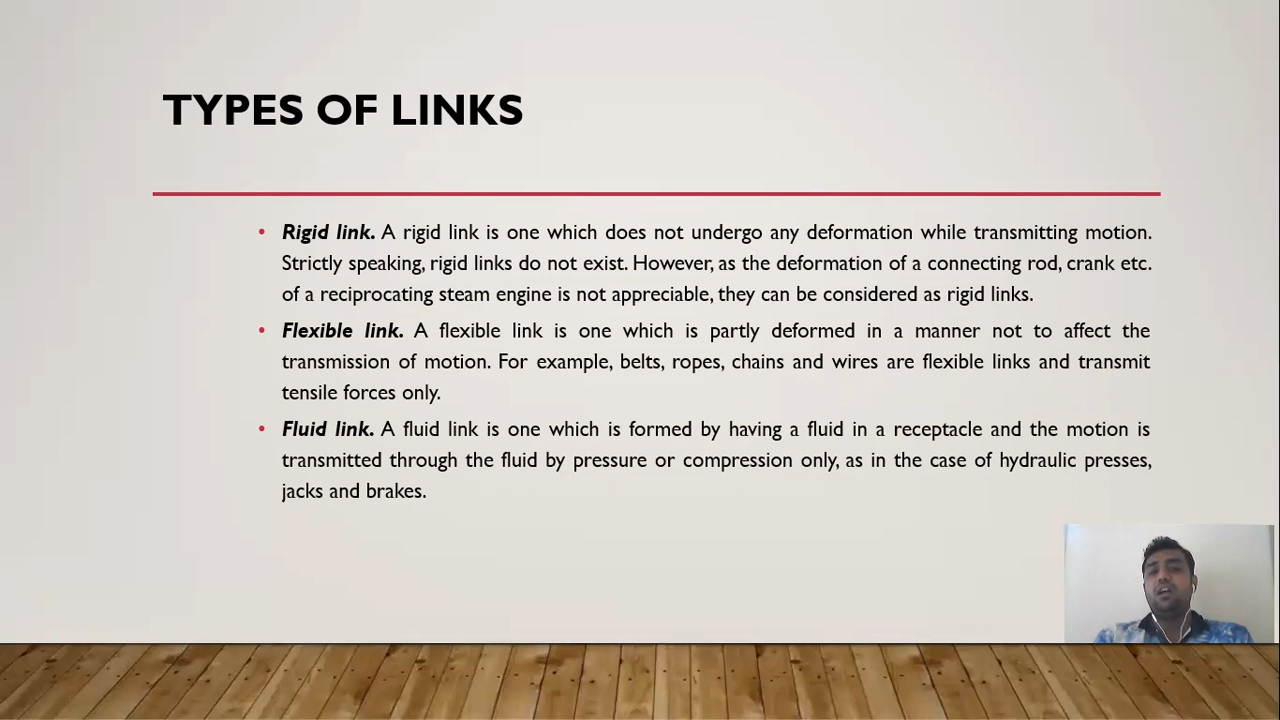 TYPES OF LINKS
• Rigid link. A rigid link is one which does not undergo any deformation while transmitting motion.
Strictly speaking, rigid links do not exist. However, as the deformation of a connecting rod, crank etc.
of a reciprocating steam engine is not appreciable, they can be considered as rigid links.
• Flexible link. A flexible link is one which is partly deformed in a manner not to affect the
transmission of motion. For example, belts, ropes, chains and wires are flexible links and transmit
tensile forces only.
• Fluid link. A fluid link is one which is formed by having a fluid in a receptacle and the motion is
transmitted through the fluid by pressure or compression only, as in the case of hydraulic presses,
jacks and brakes.